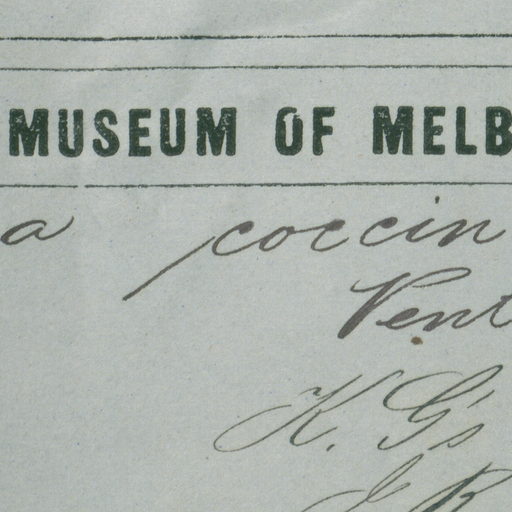 MUSEUM OF MELB
a coccin
Vent
K. G's
J R